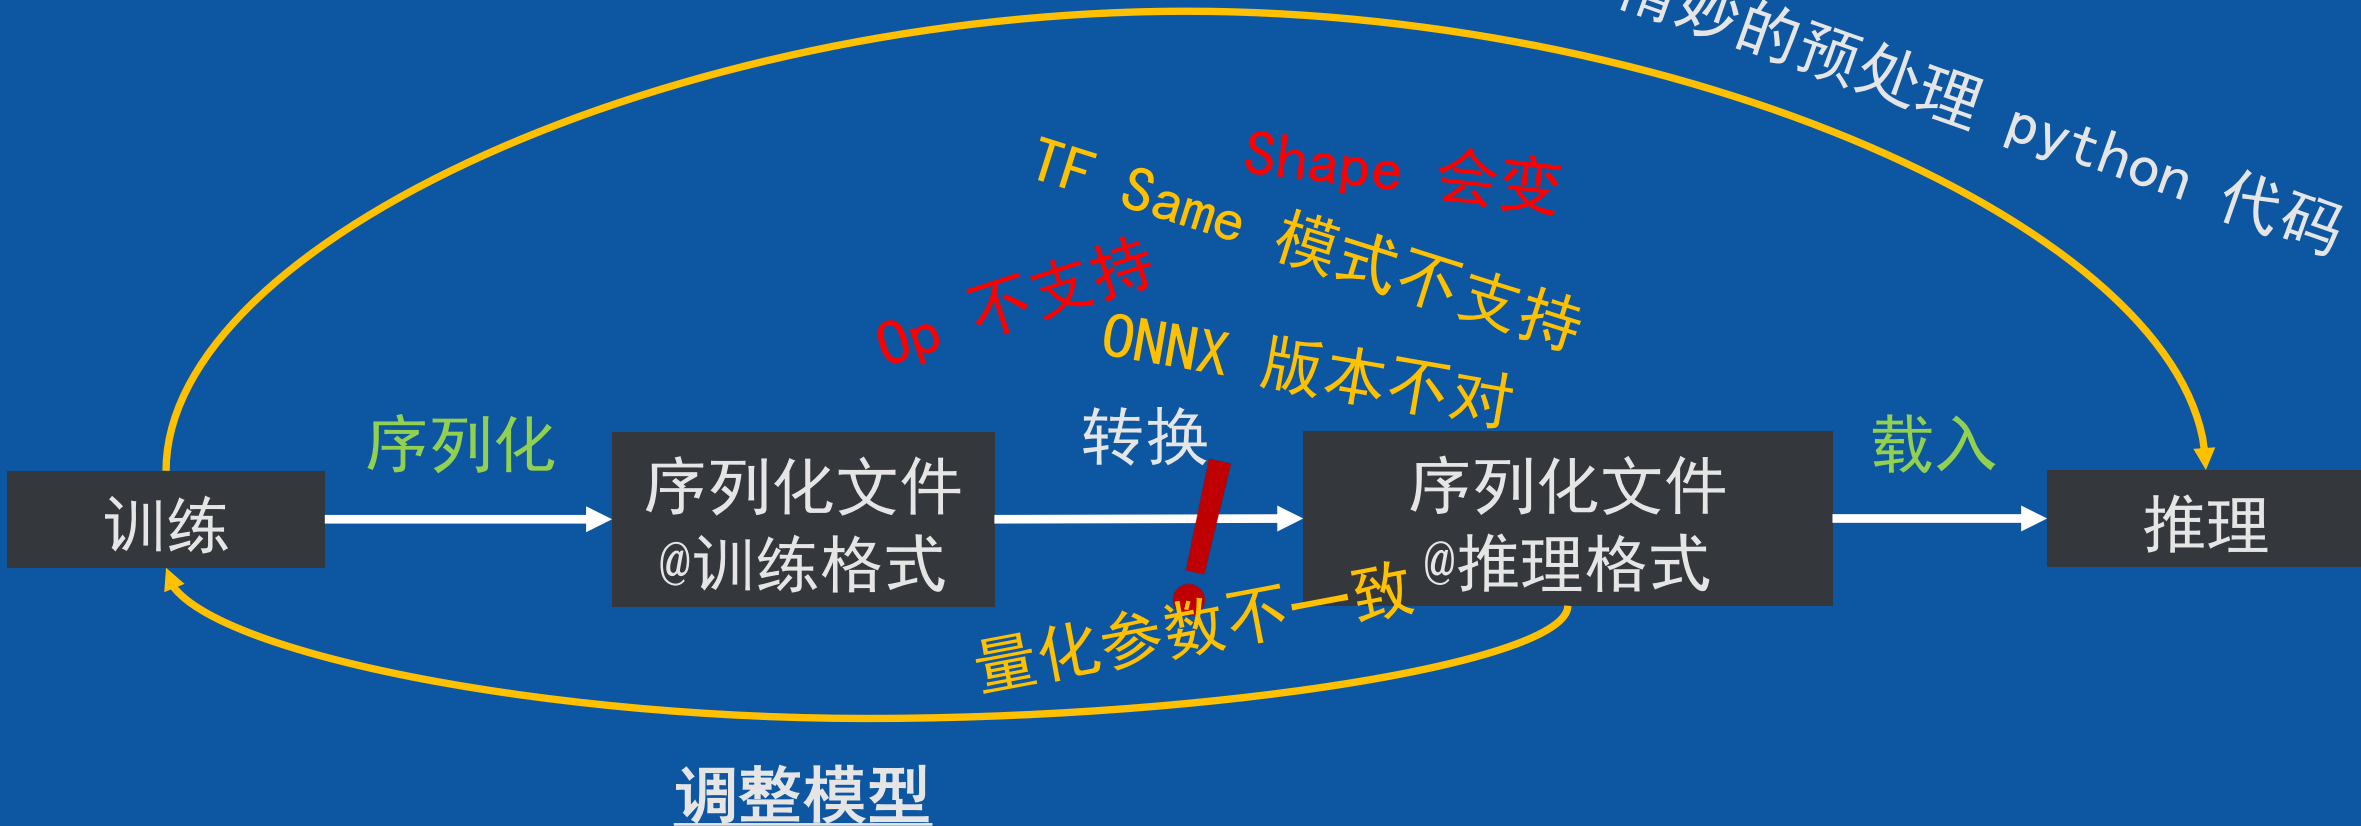 精妙的预处理 python 代码
Shape 会变
TF Same 模式不支持
Op 不支持
ONNX 版本不对
序列化
转换
载入
训练
序列化文件
@训练格式
序列化文件
@推理格式
推理
量化参数不一致
调整模型